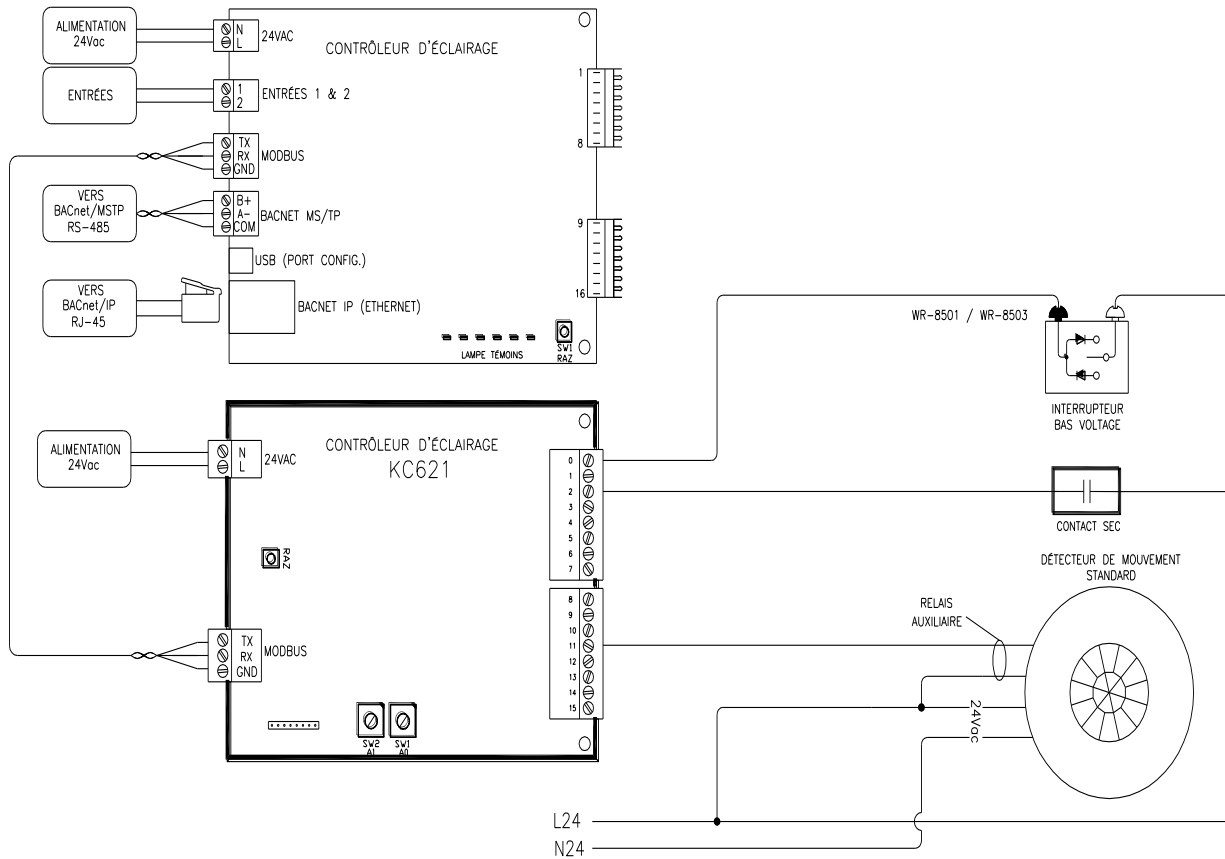 ALIMENTATION
24Vac
N
L
24VAC
CONTRÔLEUR D'ÉCLAIRAGE
ENTRÉES
1
2
ENTRÉES 1 & 2
1
8
TX
RX
GND
MODBUS
VERS
BACnet/MSTP
RS-485
B+
A-
COM
BACNET MS/TP
9
16
USB (PORT CONFIG.)
VERS
BACnet/IP
RJ-45
BACNET IP (ETHERNET)
LAMPE TÉMOINS
SW1
RAZ
WR-8501 / WR-8503
INTERRUPTEUR
BAS VOLTAGE
ALIMENTATION
24Vac
N
L
24VAC
CONTRÔLEUR D'ÉCLAIRAGE
KC621
0
1
2
3
4
5
6
7
CONTACT SEC
RAZ
DÉTECTEUR DE MOUVEMENT
STANDARD
8
9
10
11
12
13
14
15
RELAIS
AUXILIAIRE
24Vac
TX
RX
GND
MODBUS
SW2
A1
SW1
A0
L24
N24